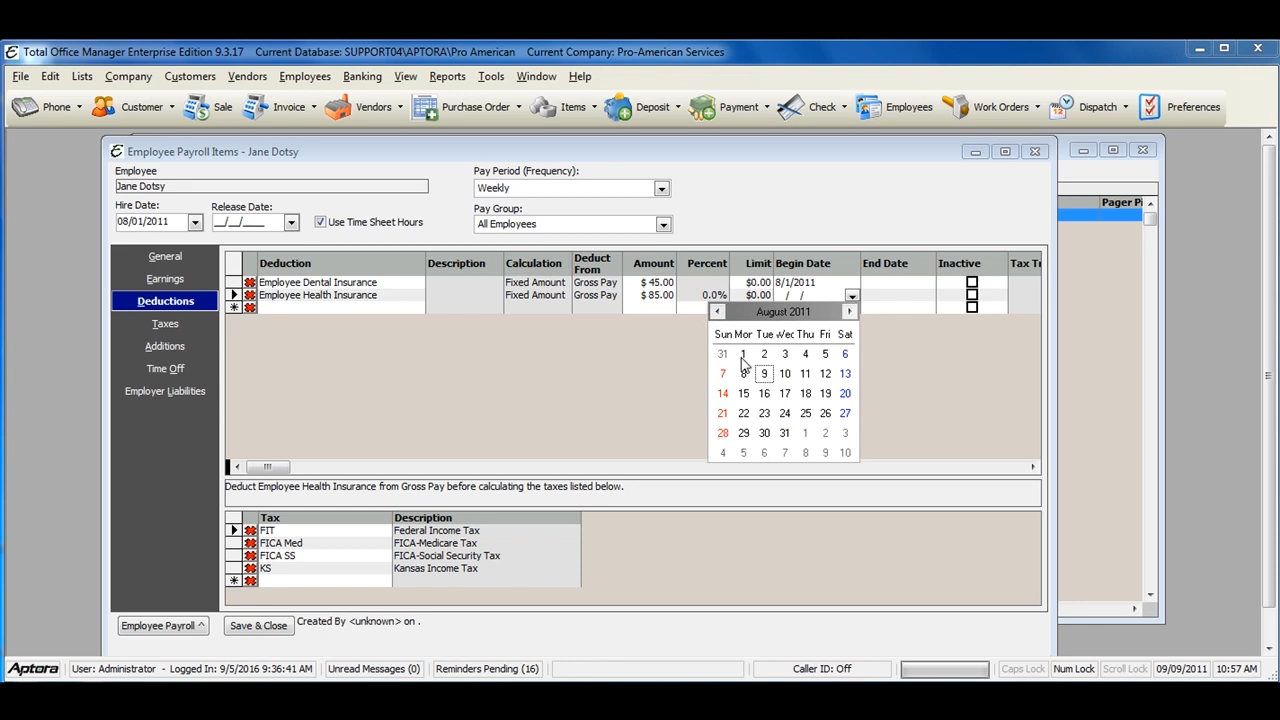 Total Office Manager Enterprise Edition 9.3.17 Current Database: SUPPORT04\APTORA\Pro American Current Company: Pro-American Services
File Edit Lists Company Customers Vendors Employees Banking View Reports Tools Window Help
Phone Customer Sale Invoice Vendors Purchase Order Items Deposit Payment Check Employees Work Orders Dispatch Preferences
Employee Payroll Items - Jane Dotsy
Employee Pay Period (Frequency):
Jane Dotsy Weekly
Hire Date: Release Date: Pay Group:
08/01/2011 __/__/____ Use Time Sheet Hours All Employees
Pager Pi
General
Earnings
Deductions
Taxes
Additions
Time Off
Employer Liabilities
Deduction Description Calculation Deduct From Amount Percent Limit Begin Date End Date Inactive Tax Tr
Employee Dental Insurance Fixed Amount Gross Pay $ 45.00 $0.00 8/1/2011
Employee Health Insurance Fixed Amount Gross Pay $ 85.00 0.0% $0.00 / /
August 2011
Sun Mon Tue Wed Thu Fri Sat
31 1 2 3 4 5 6
7 8 9 10 11 12 13
14 15 16 17 18 19 20
21 22 23 24 25 26 27
28 29 30 31 1 2 3
4 5 6 7 8 9 10
Deduct Employee Health Insurance from Gross Pay before calculating the taxes listed below.
Tax Description
FIT Federal Income Tax
FICA Med FICA-Medicare Tax
FICA SS FICA-Social Security Tax
KS Kansas Income Tax
Employee Payroll ^ Save & Close Created By <unknown> on .
Aptora User: Administrator - Logged In: 9/5/2016 9:36:41 AM Unread Messages (0) Reminders Pending (16) Caller ID: Off Caps Lock Num Lock Scroll Lock 09/09/2011 10:57 AM